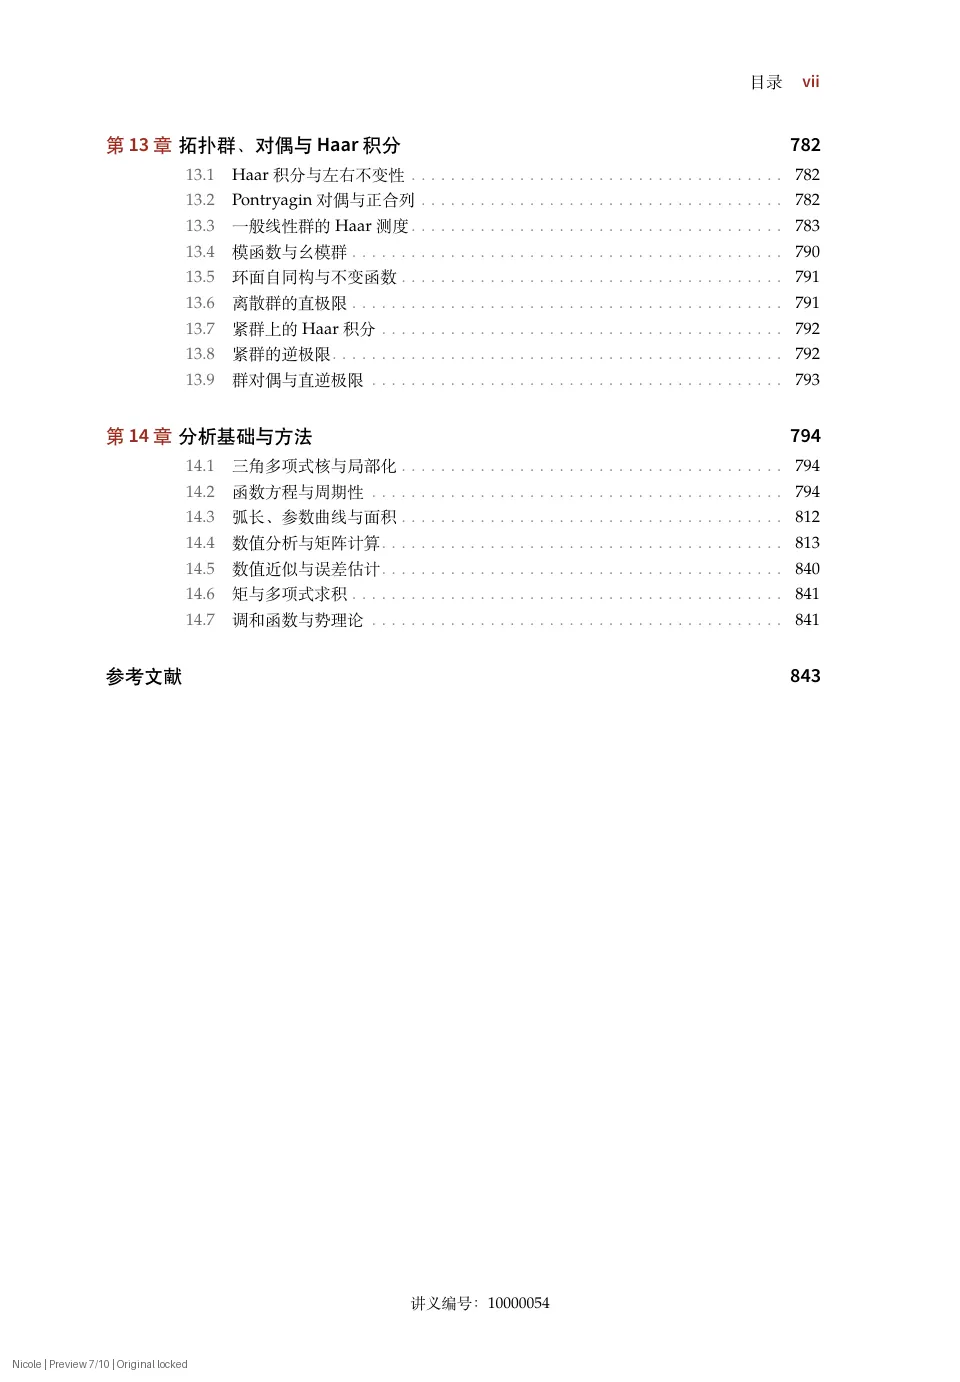 目录 vii
第 13 章 拓扑群、对偶与 Haar 积分 782
13.1 Haar 积分与左右不变性 782
13.2 Pontryagin 对偶与正合列 782
13.3 一般线性群的 Haar 测度 783
13.4 模函数与幺模群 790
13.5 环面自同构与不变函数 791
13.6 离散群的直极限 791
13.7 紧群上的 Haar 积分 792
13.8 紧群的逆极限 792
13.9 群对偶与直逆极限 793
第 14 章 分析基础与方法 794
14.1 三角多项式核与局部化 794
14.2 函数方程与周期性 794
14.3 弧长、参数曲线与面积 812
14.4 数值分析与矩阵计算 813
14.5 数值近似与误差估计 840
14.6 矩与多项式求积 841
14.7 调和函数与势理论 841
参考文献 843
讲义编号：10000054
Nicole | Preview 7/10 | Original locked